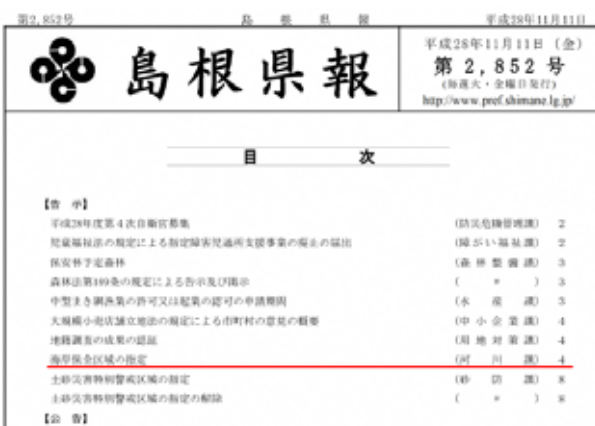 第2,852号 島根県報 平成28年11月11日
島根県報
平成28年11月11日（金）
第2,852号
（毎週火・金曜日発行）
http://www.pref.shimane.lg.jp/
目 次
【告 示】
平成28年度第4次自衛官募集 （防災危機管理課） 2
児童福祉法の規定による指定障害児通所支援事業の廃止の届出 （障がい福祉課） 2
保安林予定森林 （森林整備課） 3
森林法第189条の規定による告示及び掲示 （ 〃 ） 3
中型まき網漁業の許可又は起業の認可の申請期間 （水産課） 3
大規模小売店舗立地法の規定による市町村の意見の概要 （中小企業課） 4
地籍調査の成果の認証 （用地対策課） 4
海岸保全区域の指定 （河川課） 4
土砂災害特別警戒区域の指定 （砂防課） 8
土砂災害特別警戒区域の指定の解除 （ 〃 ） 8
【公 告】